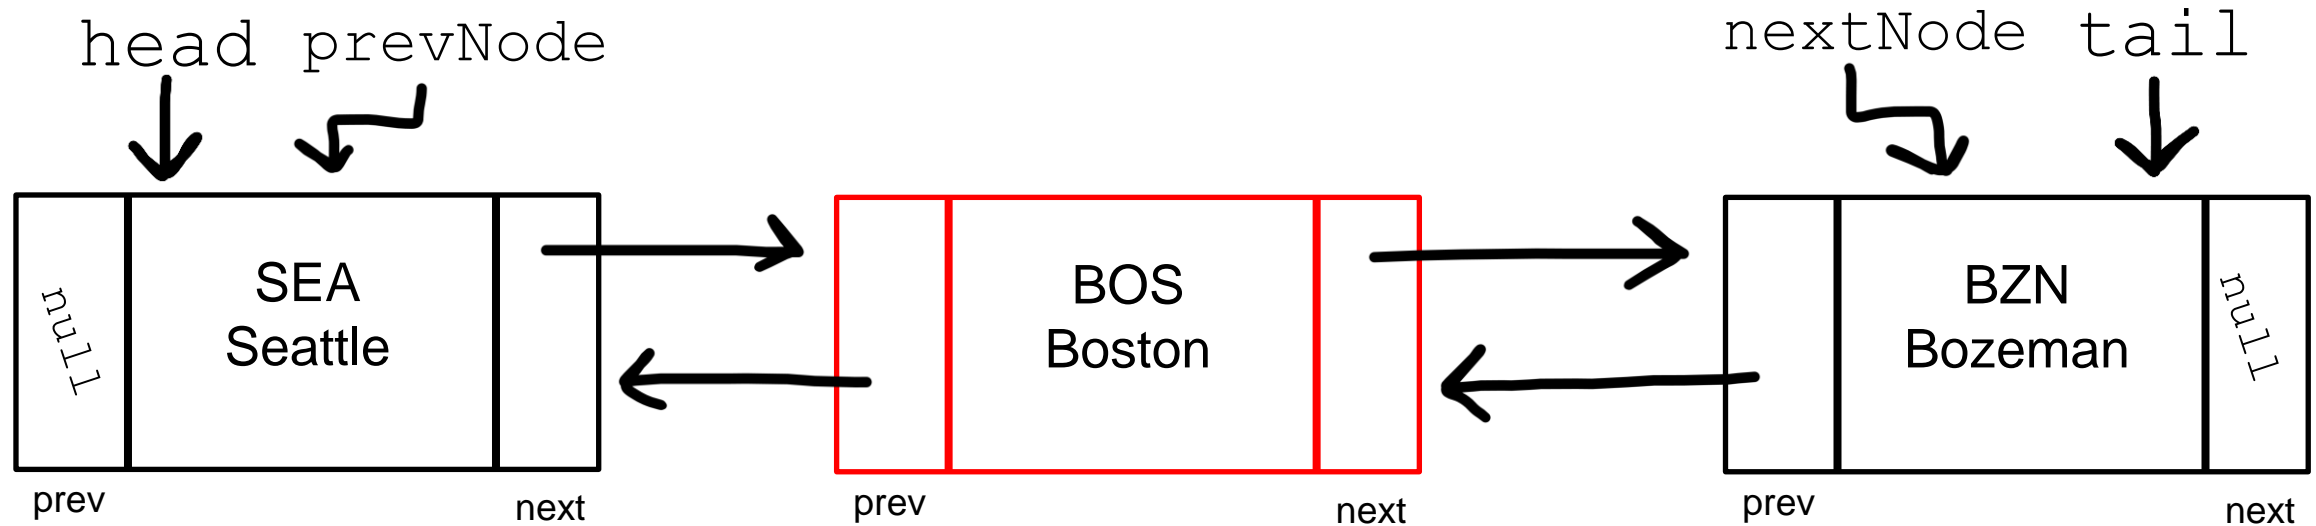 head prevNode nextNode tail
null
SEA
Seattle
BOS
Boston
BZN
Bozeman
null
prev next prev next prev next